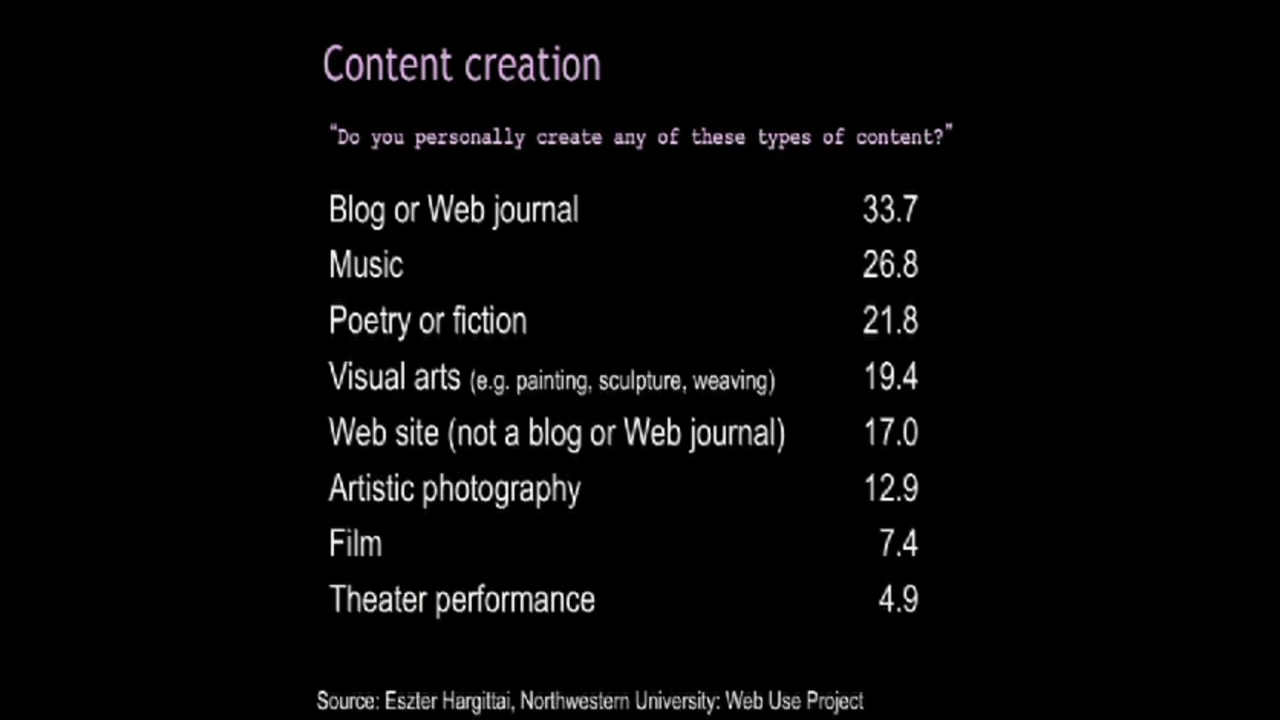 Content creation
"Do you personally create any of these types of content?"
Blog or Web journal 33.7
Music 26.8
Poetry or fiction 21.8
Visual arts (e.g. painting, sculpture, weaving) 19.4
Web site (not a blog or Web journal) 17.0
Artistic photography 12.9
Film 7.4
Theater performance 4.9
Source: Eszter Hargittai, Northwestern University: Web Use Project